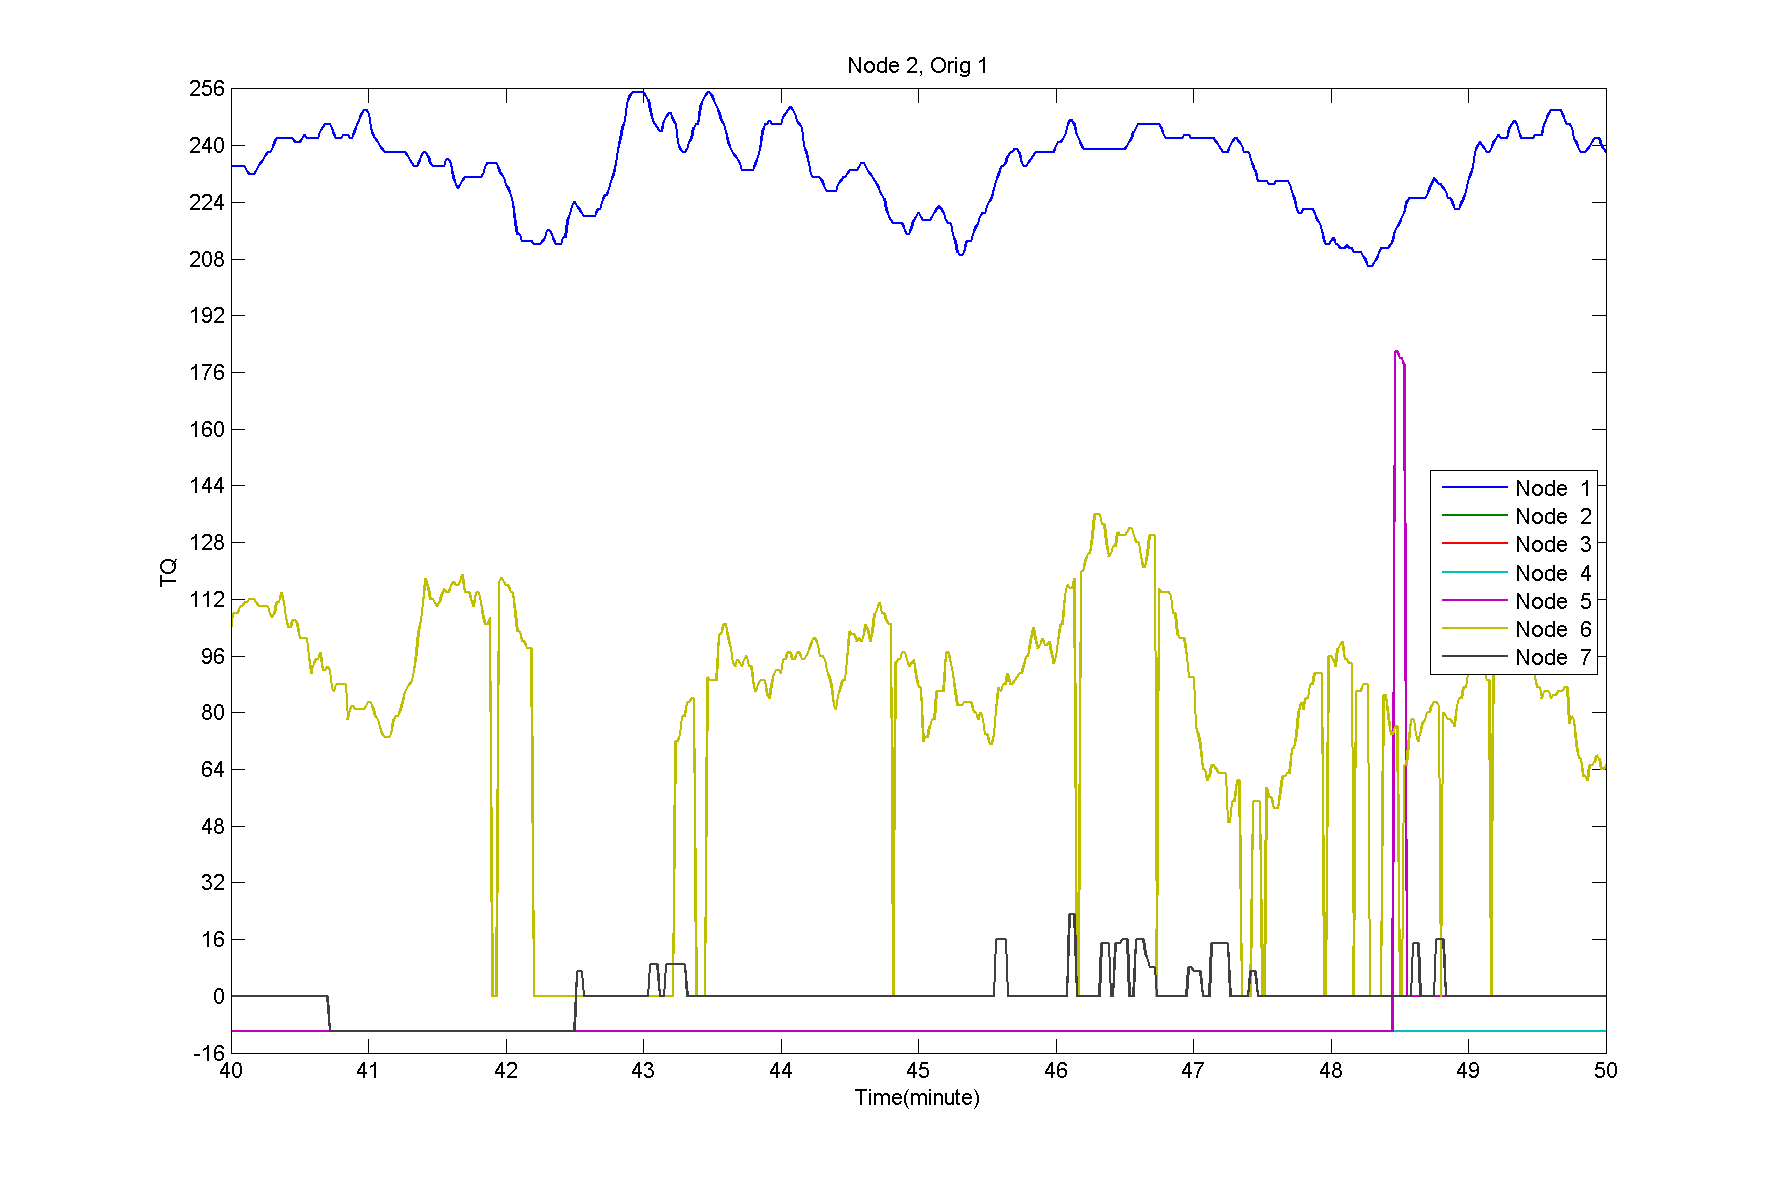 Node 2, Orig 1
256
240
224
208
192
176
160
144
128
112
96
80
64
48
32
16
0
-16
TQ
Node 1
Node 2
Node 3
Node 4
Node 5
Node 6
Node 7
40 41 42 43 44 45 46 47 48 49 50
Time(minute)